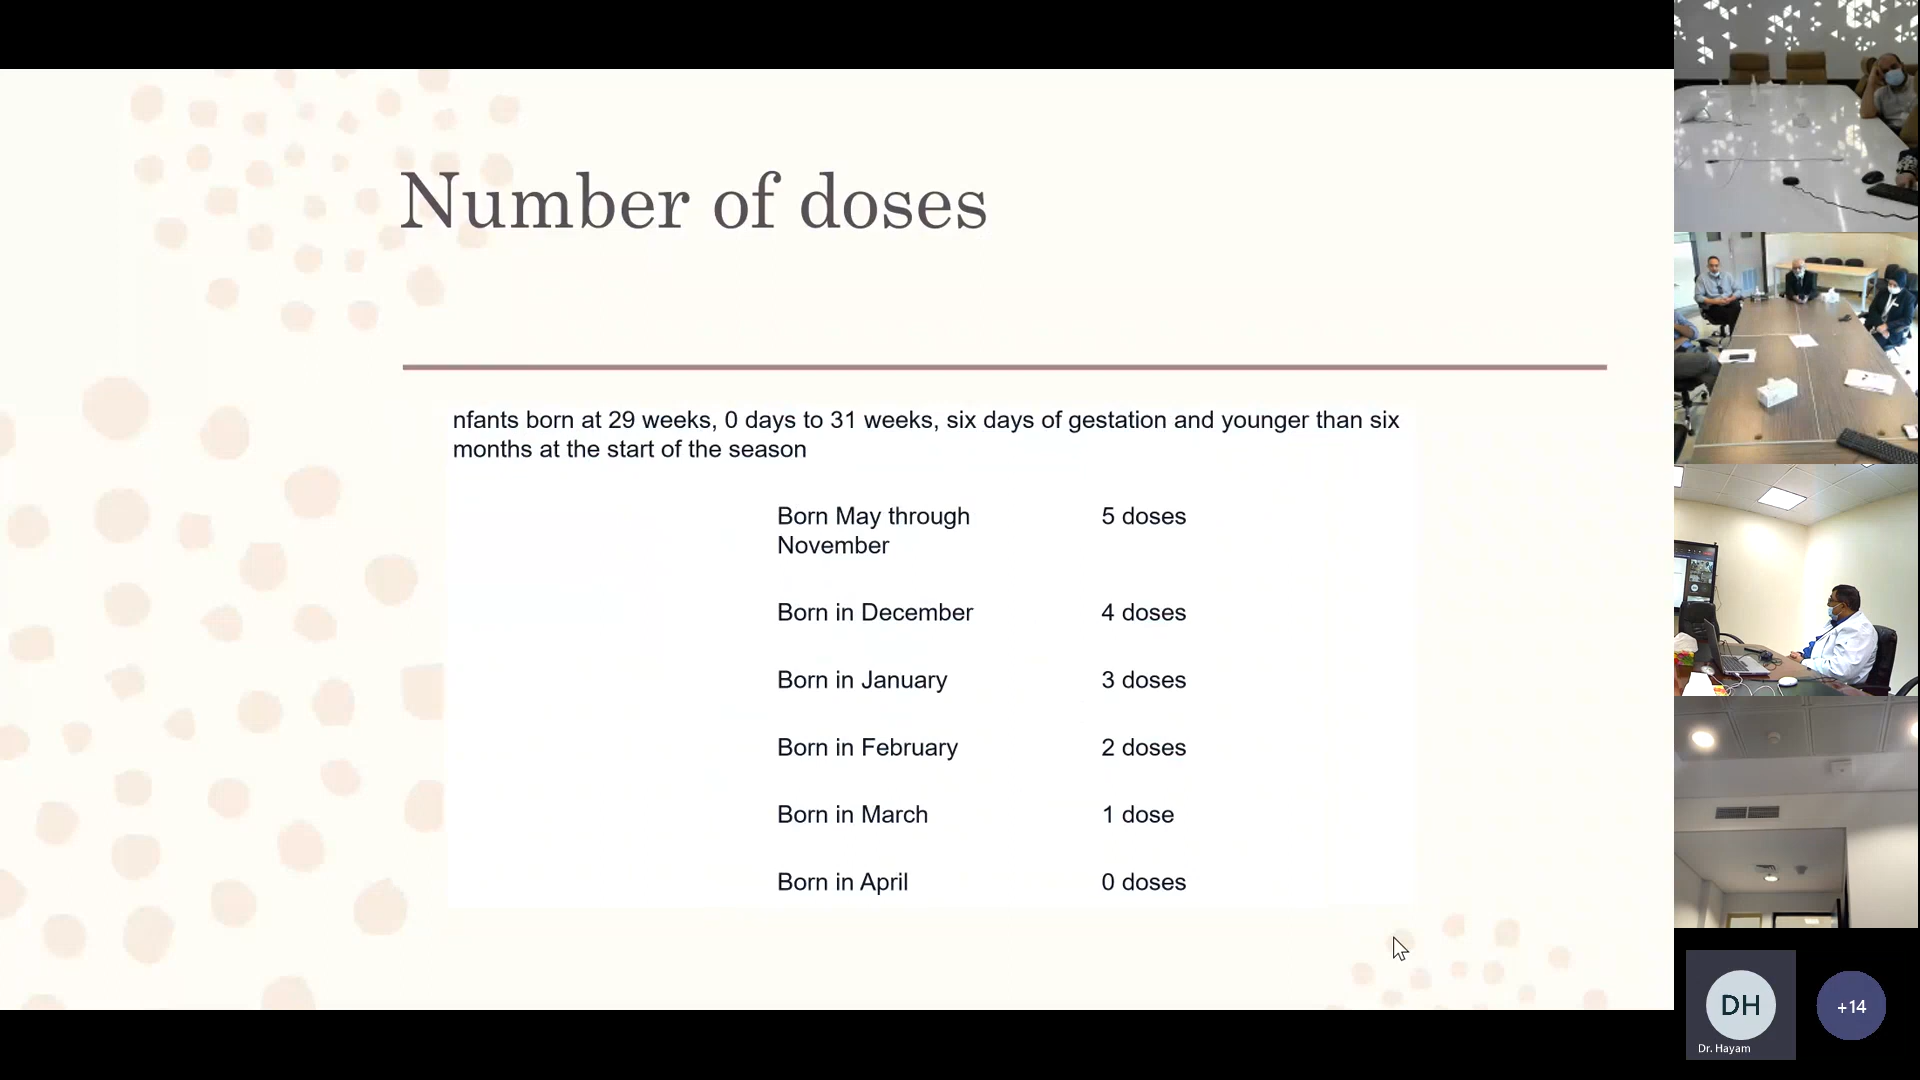 Number of doses
nfants born at 29 weeks, 0 days to 31 weeks, six days of gestation and younger than six
months at the start of the season
Born May through
November
5 doses
Born in December
4 doses
Born in January
3 doses
Born in February
2 doses
Born in March
1 dose
Born in April
0 doses
DH
Dr. Hayam
+14